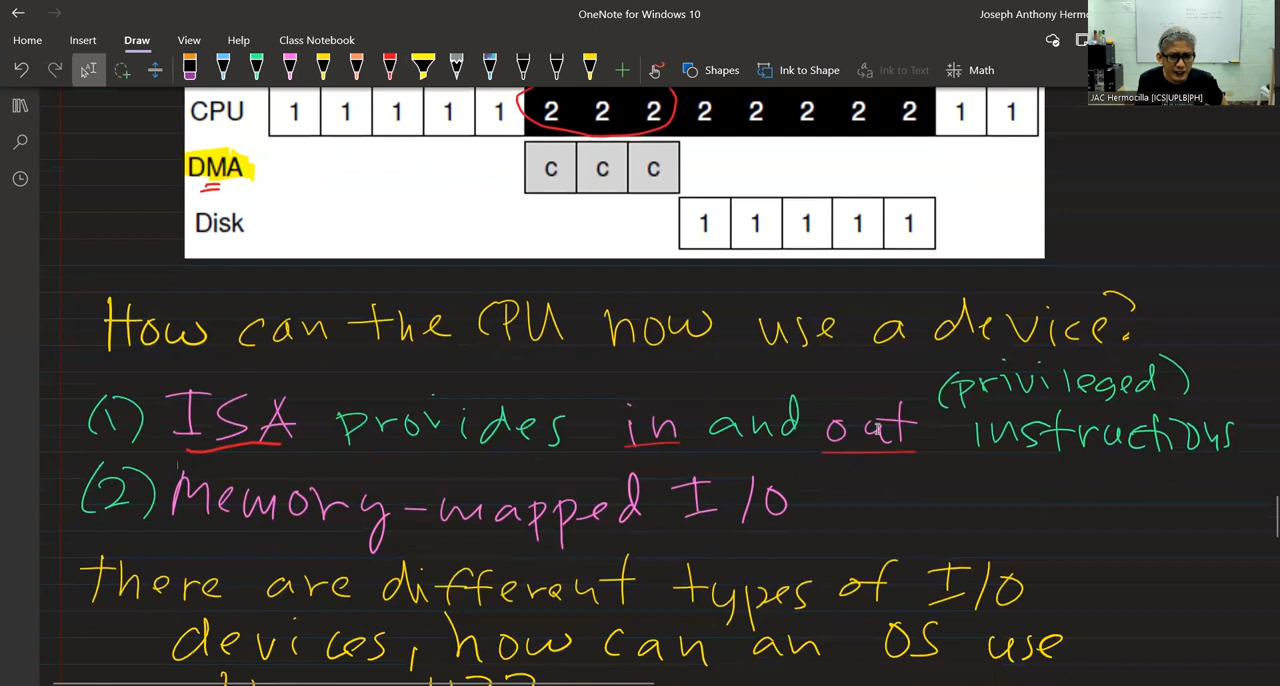 OneNote for Windows 10
Joseph Anthony Hermo
Home Insert Draw View Help Class Notebook
Shapes Ink to Shape Ink to Text Math
JAC Hermocilla [ICS|UPLB|PH]
CPU 1 1 1 1 1 2 2 2 2 2 2 2 2 1 1
DMA c c c
Disk 1 1 1 1 1
How can the CPU now use a device?
(privileged)
(1) ISA provides in and out instructions
(2) Memory-mapped I/O
There are different types of I/O
devices, how can an OS use